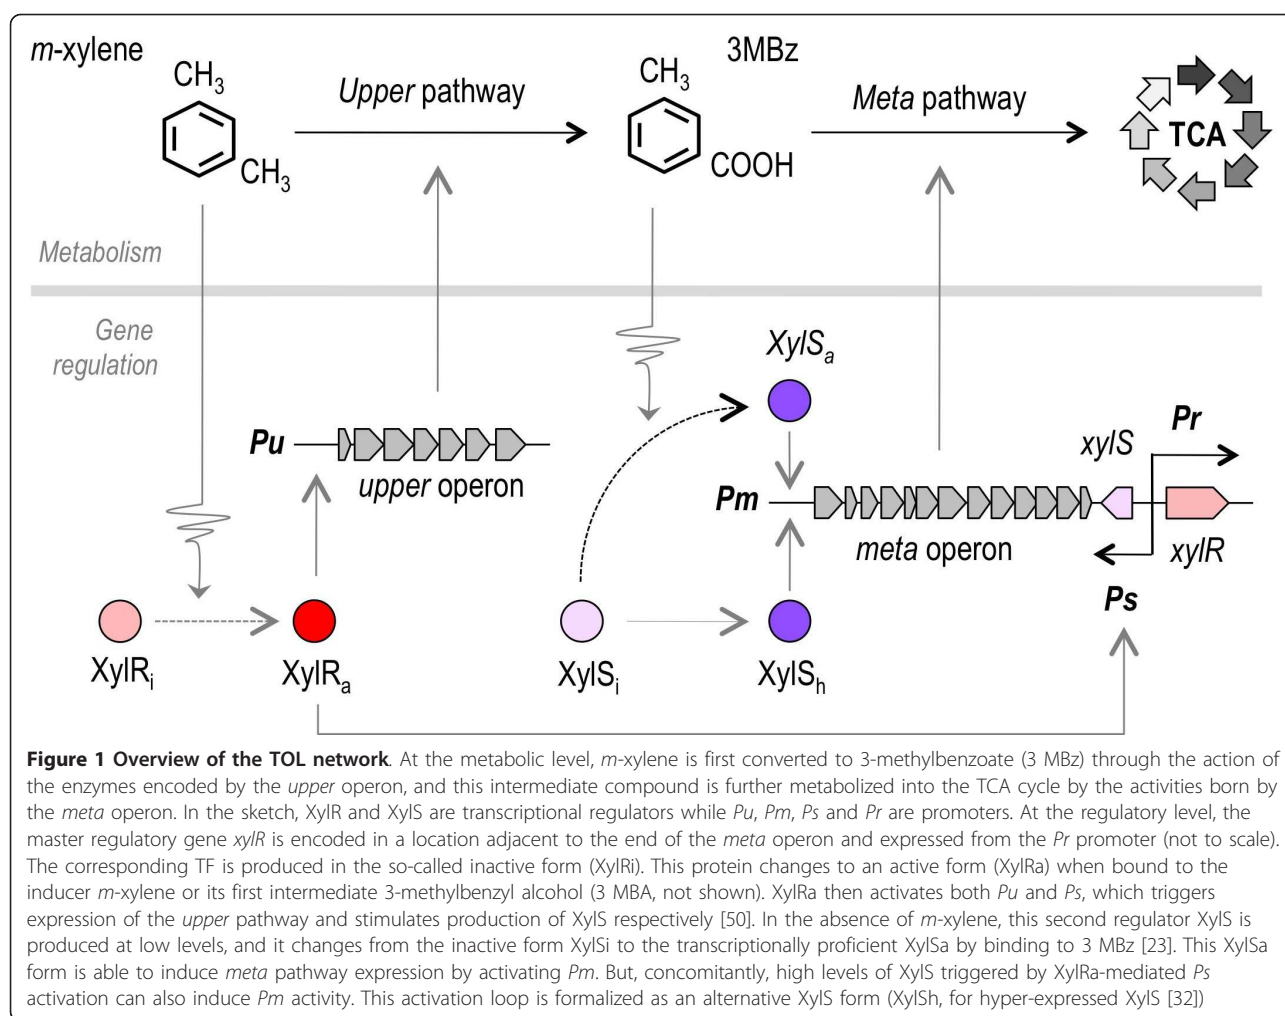 m-xylene
CH3
CH3
Upper pathway
3MBz
CH3
COOH
Meta pathway
TCA
Metabolism
Gene
regulation
XylSa
Pu
upper operon
Pm
meta operon
xylS
Pr
xylR
Ps
XylRi
XylRa
XylSi
XylSh
Figure 1 Overview of the TOL network. At the metabolic level, m-xylene is first converted to 3-methylbenzoate (3 MBz) through the action of
the enzymes encoded by the upper operon, and this intermediate compound is further metabolized into the TCA cycle by the activities born by
the meta operon. In the sketch, XylR and XylS are transcriptional regulators while Pu, Pm, Ps and Pr are promoters. At the regulatory level, the
master regulatory gene xylR is encoded in a location adjacent to the end of the meta operon and expressed from the Pr promoter (not to scale).
The corresponding TF is produced in the so-called inactive form (XylRi). This protein changes to an active form (XylRa) when bound to the
inducer m-xylene or its first intermediate 3-methylbenzyl alcohol (3 MBA, not shown). XylRa then activates both Pu and Ps, which triggers
expression of the upper pathway and stimulates production of XylS respectively [50]. In the absence of m-xylene, this second regulator XylS is
produced at low levels, and it changes from the inactive form XylSi to the transcriptionally proficient XylSa by binding to 3 MBz [23]. This XylSa
form is able to induce meta pathway expression by activating Pm. But, concomitantly, high levels of XylS triggered by XylRa-mediated Ps
activation can also induce Pm activity. This activation loop is formalized as an alternative XylS form (XylSh, for hyper-expressed XylS [32])